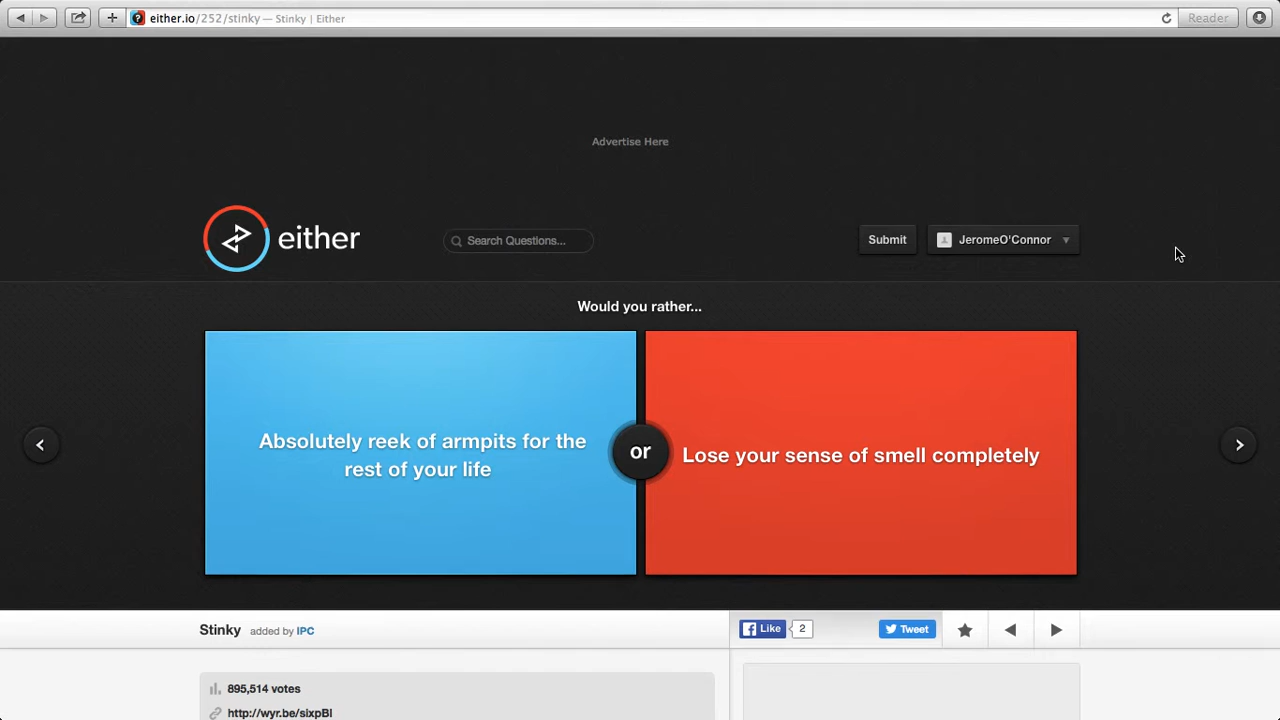 either.io/252/stinky — Stinky | Either
Reader
Advertise Here
either
Search Questions...
Submit
JeromeO'Connor
Would you rather...
Absolutely reek of armpits for the
rest of your life
or
Lose your sense of smell completely
Stinky added by IPC
Like 2
Tweet
895,514 votes
http://wyr.be/sixpBl